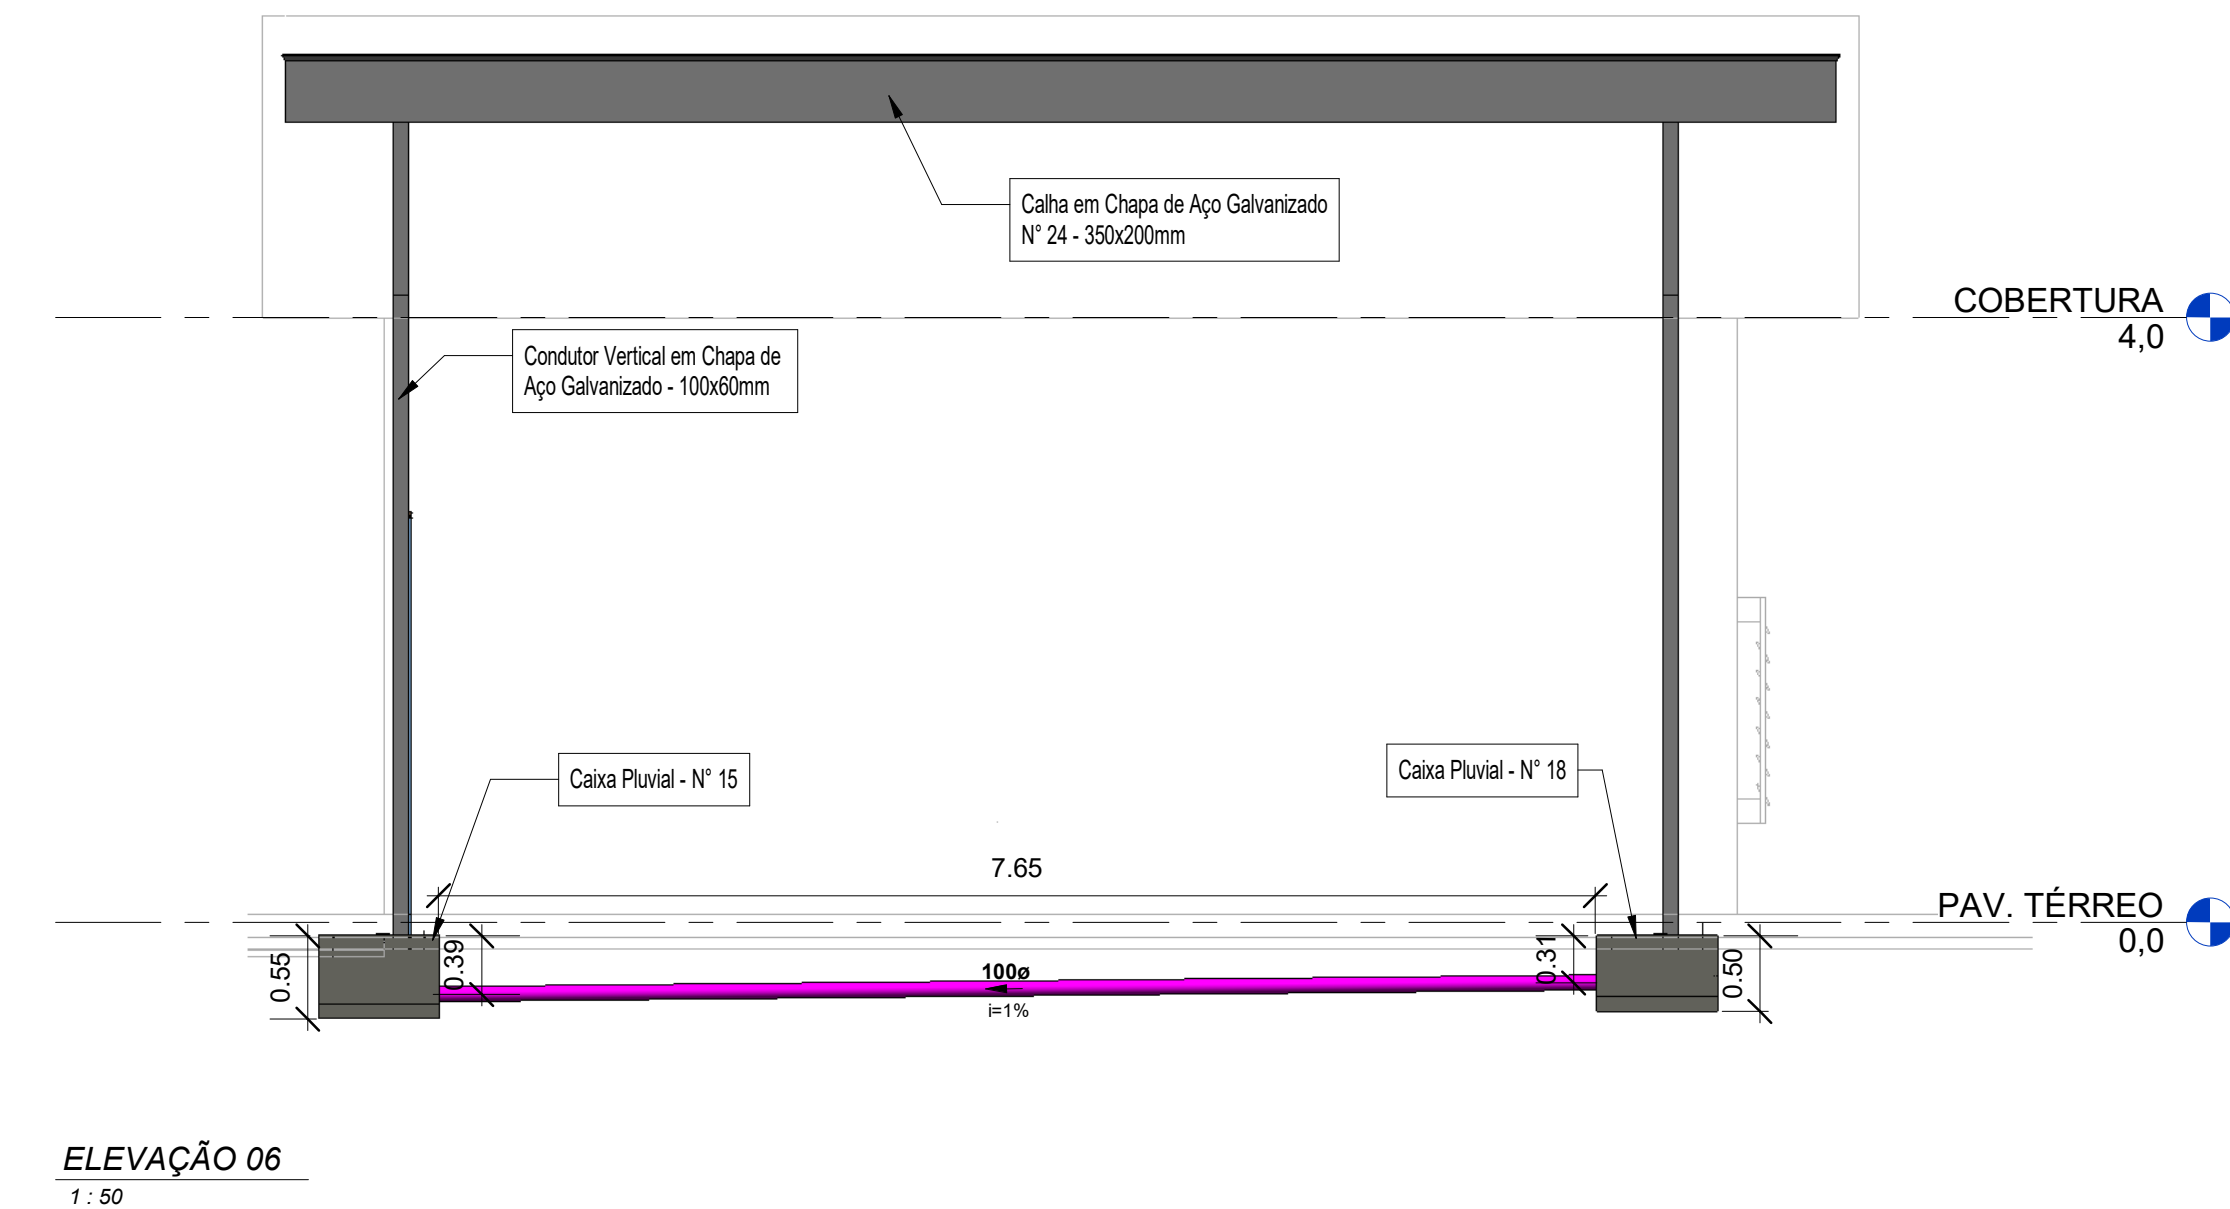 Calha em Chapa de Aço Galvanizado
N° 24 - 350x200mm
COBERTURA
4,0
Condutor Vertical em Chapa de
Aço Galvanizado - 100x60mm
Caixa Pluvial - N° 15
Caixa Pluvial - N° 18
7.65
PAV. TÉRREO
0,0
0.55
0.39
100ø
i=1%
0.31
0.50
ELEVAÇÃO 06
1 : 50